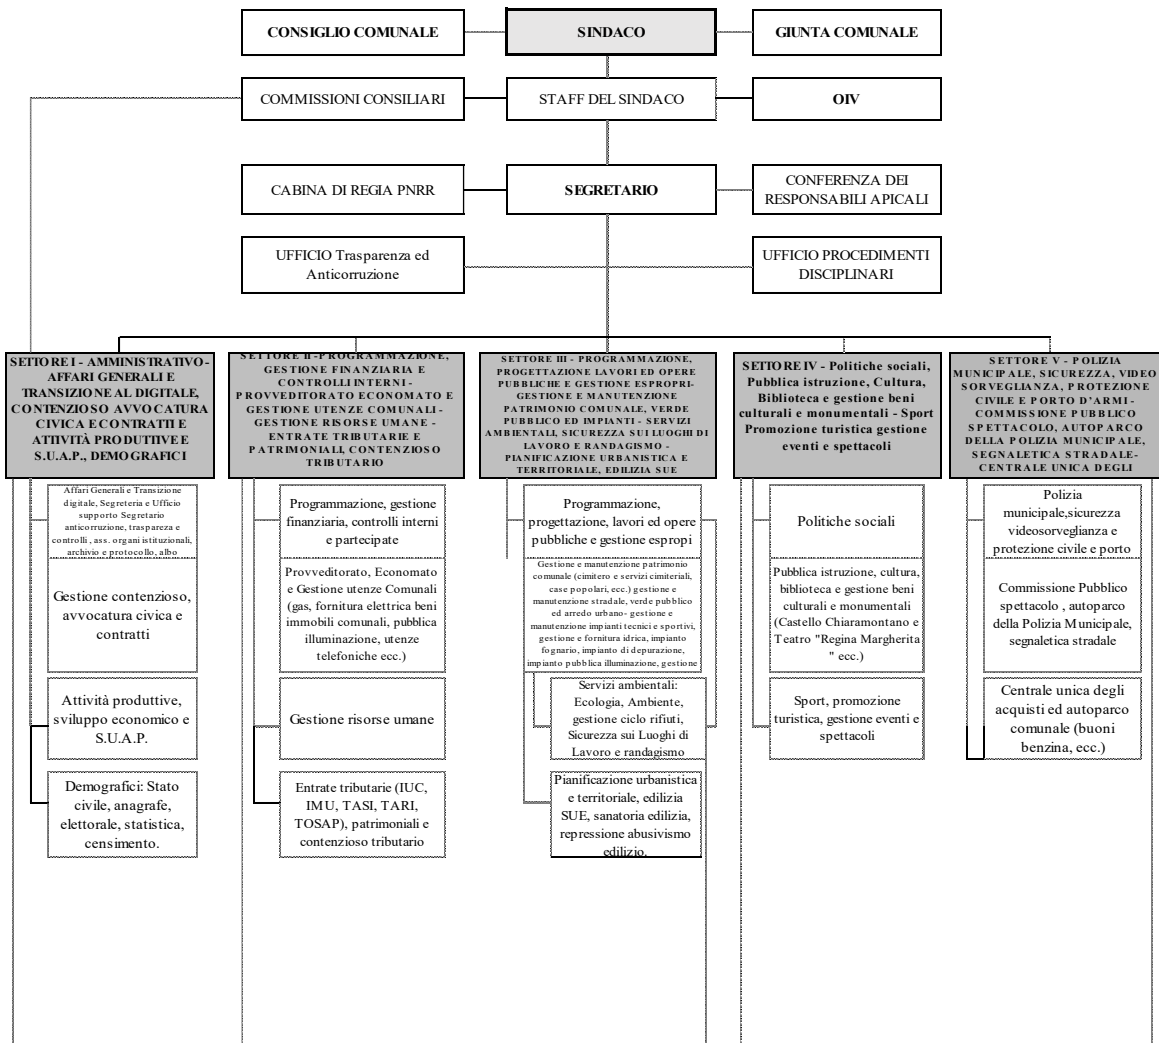 CONSIGLIO COMUNALE
SINDACO
GIUNTA COMUNALE
COMMISSIONI CONSILIARI
STAFF DEL SINDACO
OIV
CABINA DI REGIA PNRR
SEGRETARIO
CONFERENZA DEI
RESPONSABILI APICALI
UFFICIO Trasparenza ed
Anticorruzione
UFFICIO PROCEDIMENTI
DISCIPLINARI
SETTORE I - AMMINISTRATIVO-
AFFARI GENERALI E
TRANSIZIONE AL DIGITALE,
CONTENZIOSO AVVOCATURA
CIVICA E CONTRATTI E
ATTIVITÀ PRODUTTIVE E
S.U.A.P., DEMOGRAFICI
SETTORE II -PROGRAMMAZIONE,
GESTIONE FINANZIARIA E
CONTROLLI INTERNI -
PROVVEDITORATO ECONOMATO E
GESTIONE UTENZE COMUNALI-
GESTIONE RISORSE UMANE -
ENTRATE TRIBUTARIE E
PATRIMONIALI, CONTENZIOSO
TRIBUTARIO
SETTORE III - PROGRAMMAZIONE,
PROGETTAZIONE LAVORI ED OPERE
PUBBLICHE E GESTIONE ESPROPRI-
GESTIONE E MANUTENZIONE
PATRIMONIO COMUNALE, VERDE
PUBBLICO ED IMPIANTI - SERVIZI
AMBIENTALI, SICUREZZA SUI LUOGHI DI
LAVORO E RANDAGISMO -
PIANIFICAZIONE URBANISTICA E
TERRITORIALE, EDILIZIA SUE
SETTORE IV - Politiche sociali,
Pubblica istruzione, Cultura,
Biblioteca e gestione beni
culturali e monumentali - Sport
Promozione turistica gestione
eventi e spettacoli
SETTORE V - POLIZIA
MUNICIPALE, SICUREZZA, VIDEO
SORVEGLIANZA, PROTEZIONE
CIVILE E PORTO D'ARMI-
COMMISSIONE PUBBLICO
SPETTACOLO, AUTOPARCO
DELLA POLIZIA MUNICIPALE,
SEGNALETICA STRADALE-
CENTRALE UNICA DEGLI
Affari Generali e Transizione
digitale, Segreteria e Ufficio
supporto Segretario
anticorruzione, traspareza e
controlli , ass. organi istituzionali,
archivio e protocollo, albo
Gestione contenzioso,
avvocatura civica e
contratti
Attività produttive,
sviluppo economico e
S.U.A.P.
Demografici: Stato
civile, anagrafe,
elettorale, statistica,
censimento.
Programmazione, gestione
finanziaria, controlli interni
e partecipate
Provveditorato, Economato
e Gestione utenze Comunali
(gas, fornitura elettrica beni
immobili comunali, pubblica
illuminazione, utenze
telefoniche ecc.)
Gestione risorse umane
Entrate tributarie (IUC,
IMU, TASI, TARI,
TOSAP), patrimoniali e
contenzioso tributario
Programmazione,
progettazione, lavori ed opere
pubbliche e gestione espropi
Gestione e manutenzione patrimonio
comunale (cimitero e servizi cimiteriali,
case popolari, ecc.) gestione e
manutenzione stradale, verde pubblico
ed arredo urbano- gestione e
manutenzione impianti tecnici e sportivi,
gestione e fornitura idrica, impianto
fognario, impianto di depurazione,
impianto pubblica illuminazione, gestione
Servizi ambientali:
Ecologia, Ambiente,
gestione ciclo rifiuti,
Sicurezza sui Luoghi di
Lavoro e randagismo
Pianificazione urbanistica
e territoriale, edilizia
SUE, sanatoria edilizia,
repressione abusivismo
edilizio.
Politiche sociali
Pubblica istruzione, cultura,
biblioteca e gestione beni
culturali e monumentali
(Castello Chiaramontano e
Teatro "Regina Margherita
" ecc.)
Sport, promozione
turistica, gestione eventi e
spettacoli
Polizia
municipale,sicurezza
videosorveglianza e
protezione civile e porto
Commissione Pubblico
spettacolo , autoparco
della Polizia Municipale,
segnaletica stradale
Centrale unica degli
acquisti ed autoparco
comunale (buoni
benzina, ecc.)